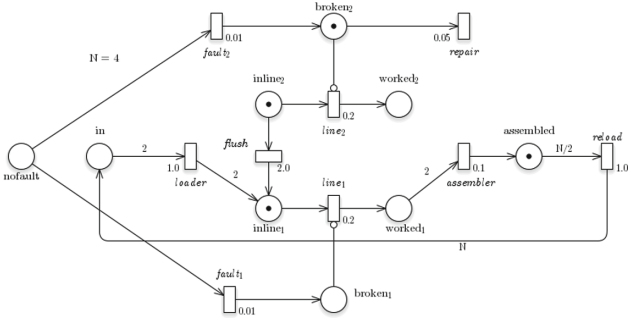 broken2
0.01
fault2
0.05
repair
N = 4
inline2
worked2
0.2
line2
in
flush
assembled
reload
2
2
1.0
loader
2.0
line1
2
0.1
assembler
N/2
1.0
nofault
inline1
0.2
worked1
N
fault1
0.01
broken1